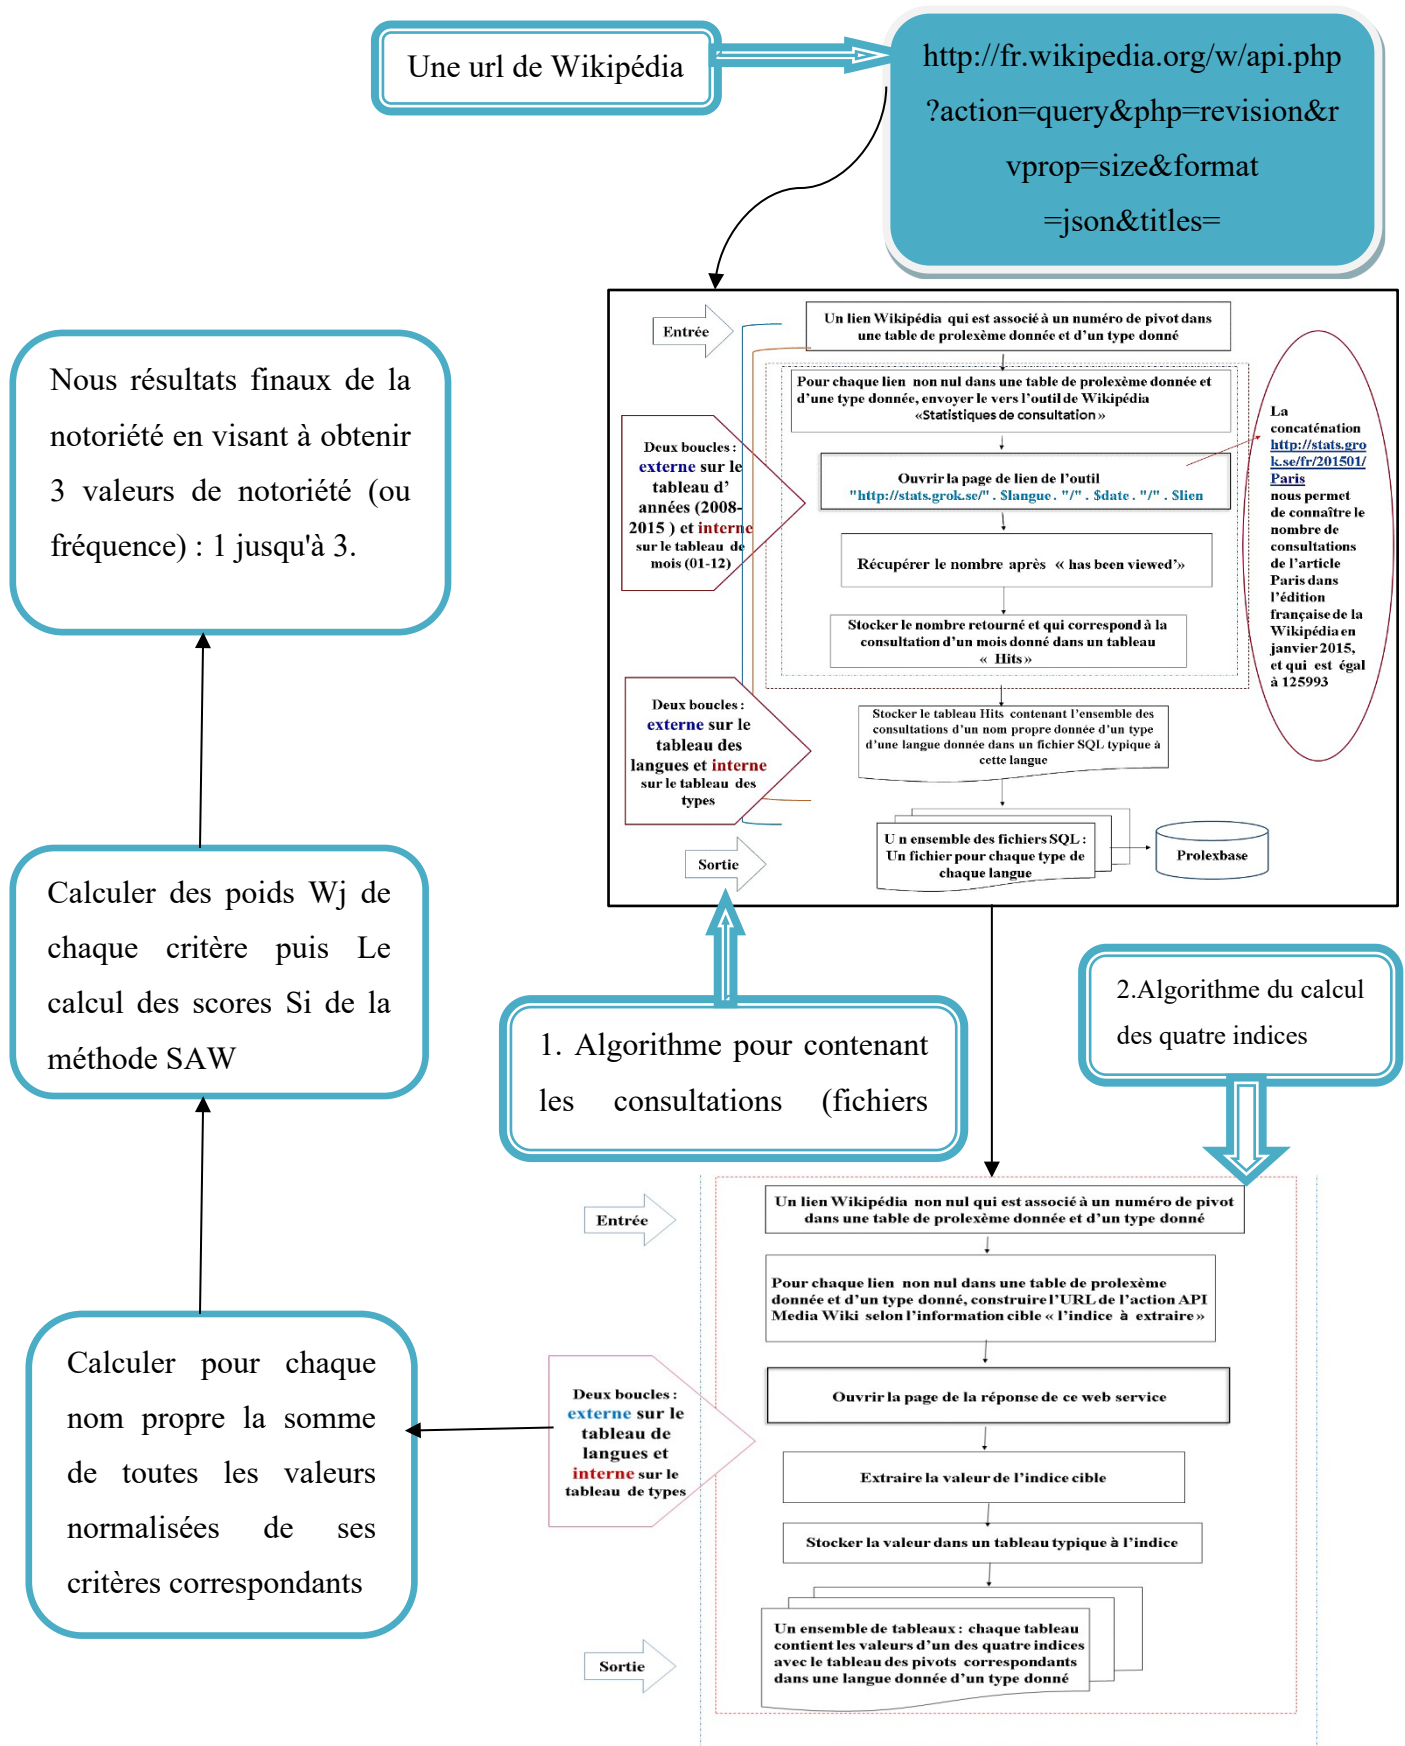 Une url de Wikipédia
http://fr.wikipedia.org/w/api.php
?action=query&php=revision&r
vprop=size&format
=json&titles=
Entrée
Un lien Wikipédia qui est associé à un numéro de pivot dans
une table de prolexème donnée et d'un type donné
Pour chaque lien non nul dans une table de prolexème donnée et
d'une type donnée, envoyer le vers l'outil de Wikipédia
«Statistiques de consultation»
Deux boucles :
externe sur le
tableau d'
années (2008-
2015 ) et interne
sur le tableau de
mois (01-12)
Ouvrir la page de lien de l'outil
"http://stats.grok.se/" . $langue . "/" . $date . "/" . $lien
Récupérer le nombre après « has been viewed'»
Stocker le nombre retourné et qui correspond à la
consultation d'un mois donné dans un tableau
« Hits»
La
concaténation
http://stats.gro
k.se/fr/201501/
Paris
nous permet
de connaître le
nombre de
consultations
de l'article
Paris dans
l'édition
française de la
Wikipédia en
janvier 2015,
et qui est égal
à 125993
Deux boucles :
externe sur le
tableau des
langues et interne
sur le tableau des
types
Stocker le tableau Hits contenant l'ensemble des
consultations d'un nom propre donnée d'un type
d'une langue donnée dans un fichier SQL typique à
cette langue
Sortie
U n ensemble des fichiers SQL :
Un fichier pour chaque type de
chaque langue
Prolexbase
Nous résultats finaux de la
notoriété en visant à obtenir
3 valeurs de notoriété (ou
fréquence) : 1 jusqu'à 3.
Calculer des poids Wj de
chaque critère puis Le
calcul des scores Si de la
méthode SAW
1. Algorithme pour contenant
les consultations (fichiers
2.Algorithme du calcul
des quatre indices
Entrée
Un lien Wikipédia non nul qui est associé à un numéro de pivot
dans une table de prolexème donnée et d'un type donné
Pour chaque lien non nul dans une table de prolexème
donnée et d'un type donné, construire l'URL de l'action API
Media Wiki selon l'information cible « l'indice à extraire»
Deux boucles :
externe sur le
tableau de
langues et
interne sur le
tableau de types
Ouvrir la page de la réponse de ce web service
Extraire la valeur de l'indice cible
Stocker la valeur dans un tableau typique à l'indice
Sortie
Un ensemble de tableaux : chaque tableau
contient les valeurs d'un des quatre indices
avec le tableau des pivots correspondants
dans une langue donnée d'un type donné
Calculer pour chaque
nom propre la somme
de toutes les valeurs
normalisées de ses
critères correspondants